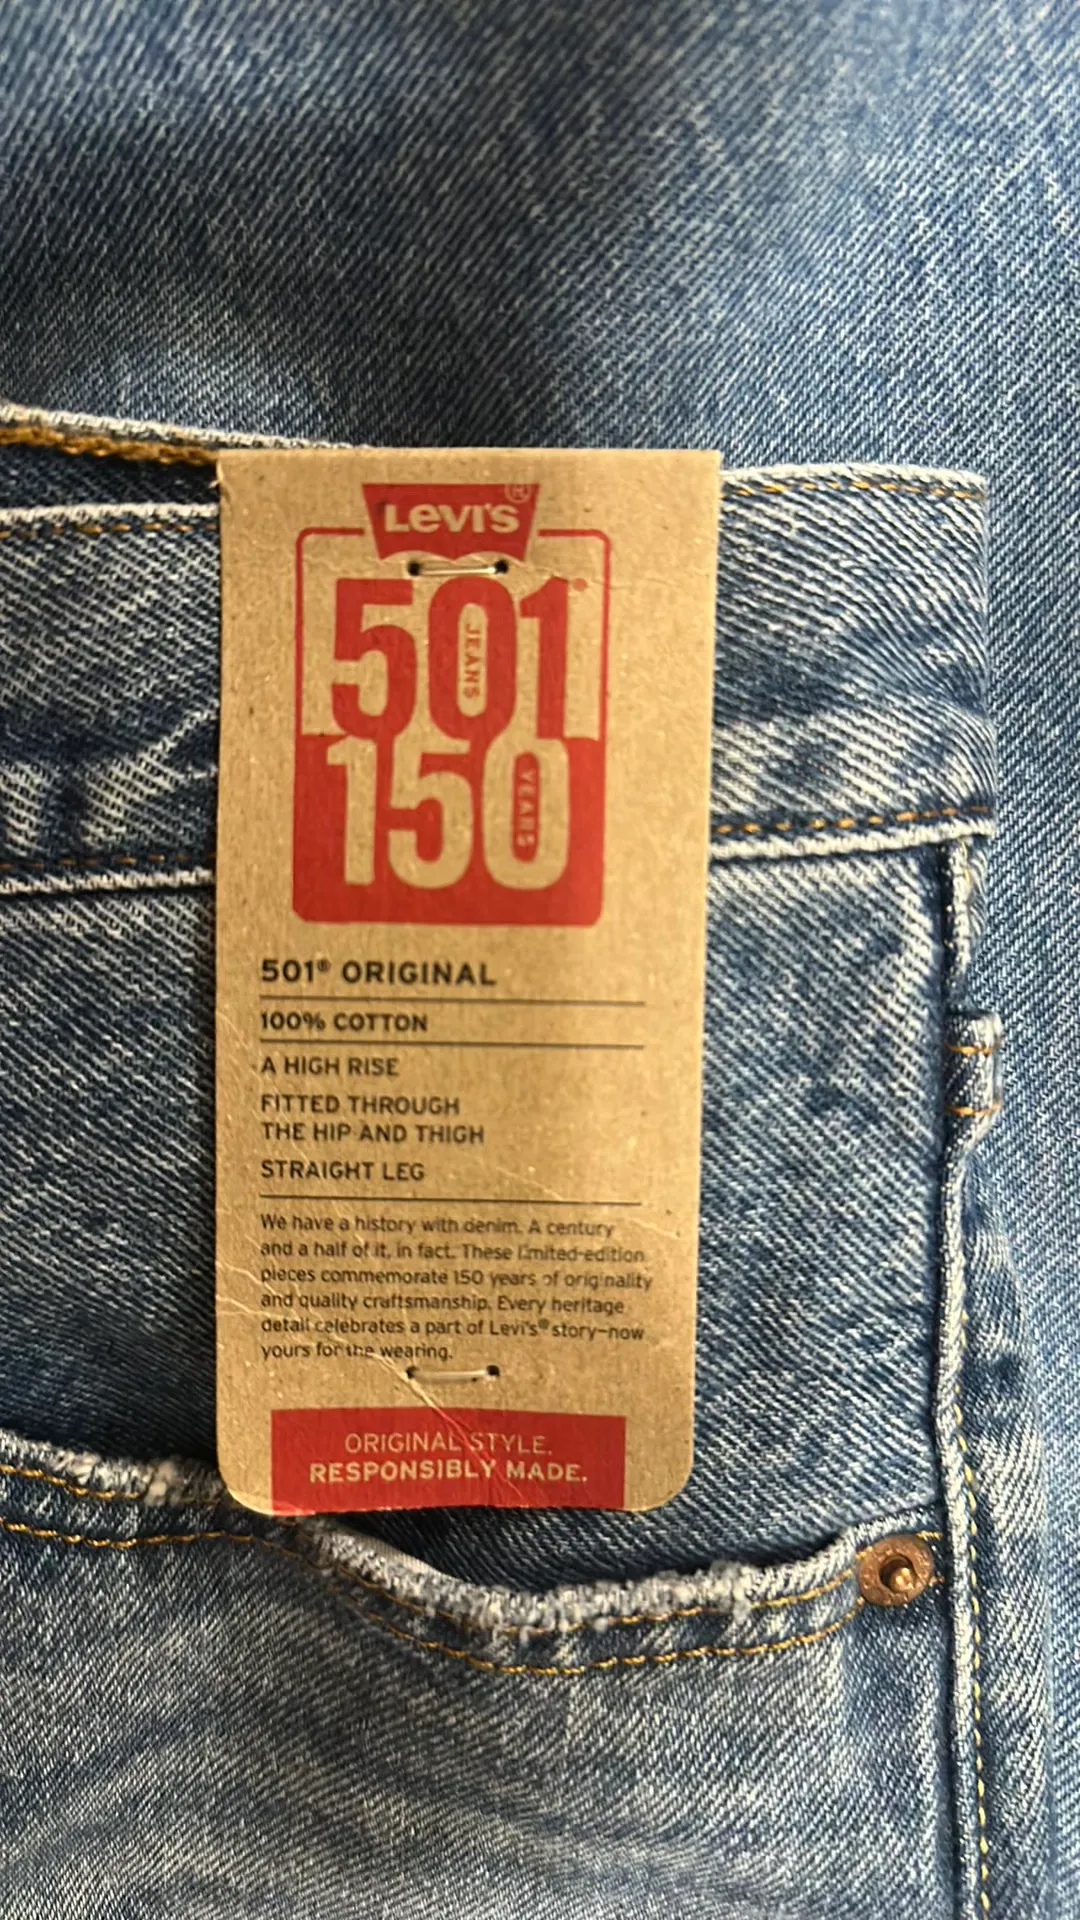 Levi's®
501®
JEANS
150
YEARS
501® ORIGINAL
100% COTTON
A HIGH RISE
FITTED THROUGH
THE HIP AND THIGH
STRAIGHT LEG
We have a history with denim. A century
and a half of it, in fact. These limited-edition
pieces commemorate 150 years of originality
and quality craftsmanship. Every heritage
detail celebrates a part of Levi's® story—now
yours for the wearing.
ORIGINAL STYLE.
RESPONSIBLY MADE.